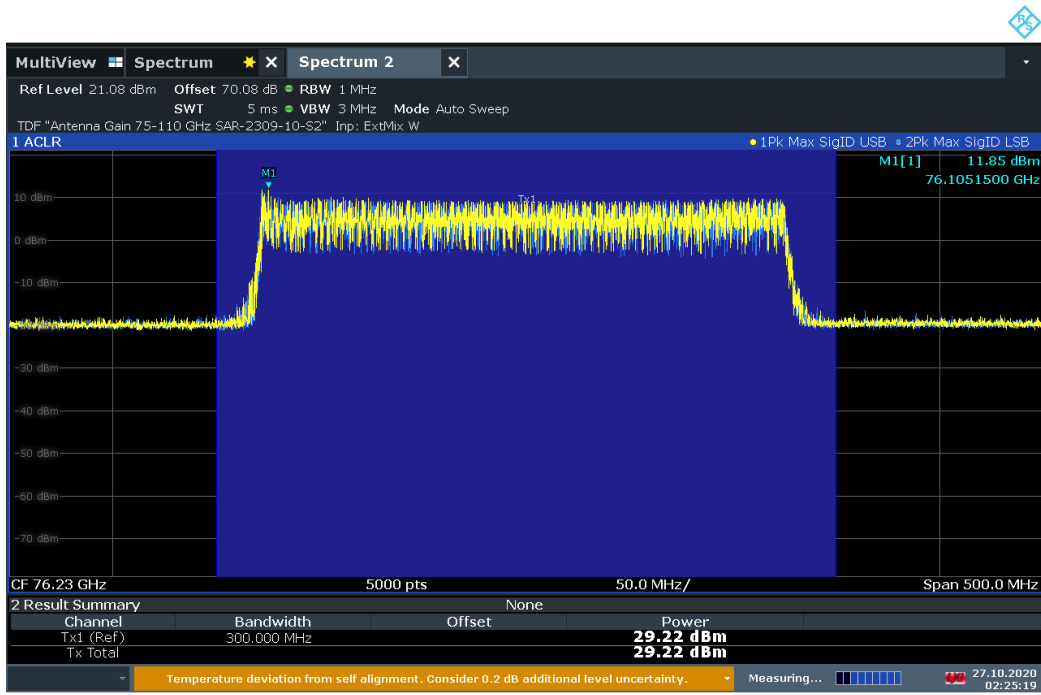 R&S
MultiView Spectrum Spectrum 2
Ref Level 21.08 dBm Offset 70.08 dB RBW 1 MHz
SWT 5 ms VBW 3 MHz Mode Auto Sweep
TDF "Antenna Gain 75-110 GHz SAR-2309-10-S2" Inp: ExtMix W
1 ACLR 1Pk Max SigID USB 2Pk Max SigID LSB
M1[1] 11.85 dBm
76.1051500 GHz
M1
Tx1
10 dBm
0 dBm
-10 dBm
-30 dBm
-40 dBm
-50 dBm
-60 dBm
-70 dBm
CF 76.23 GHz 5000 pts 50.0 MHz/ Span 500.0 MHz
2 Result Summary None
Channel Bandwidth Offset Power
Tx1 (Ref) 300.000 MHz 29.22 dBm
Tx Total 29.22 dBm
Temperature deviation from self alignment. Consider 0.2 dB additional level uncertainty. Measuring... 27.10.2020
02:25:19